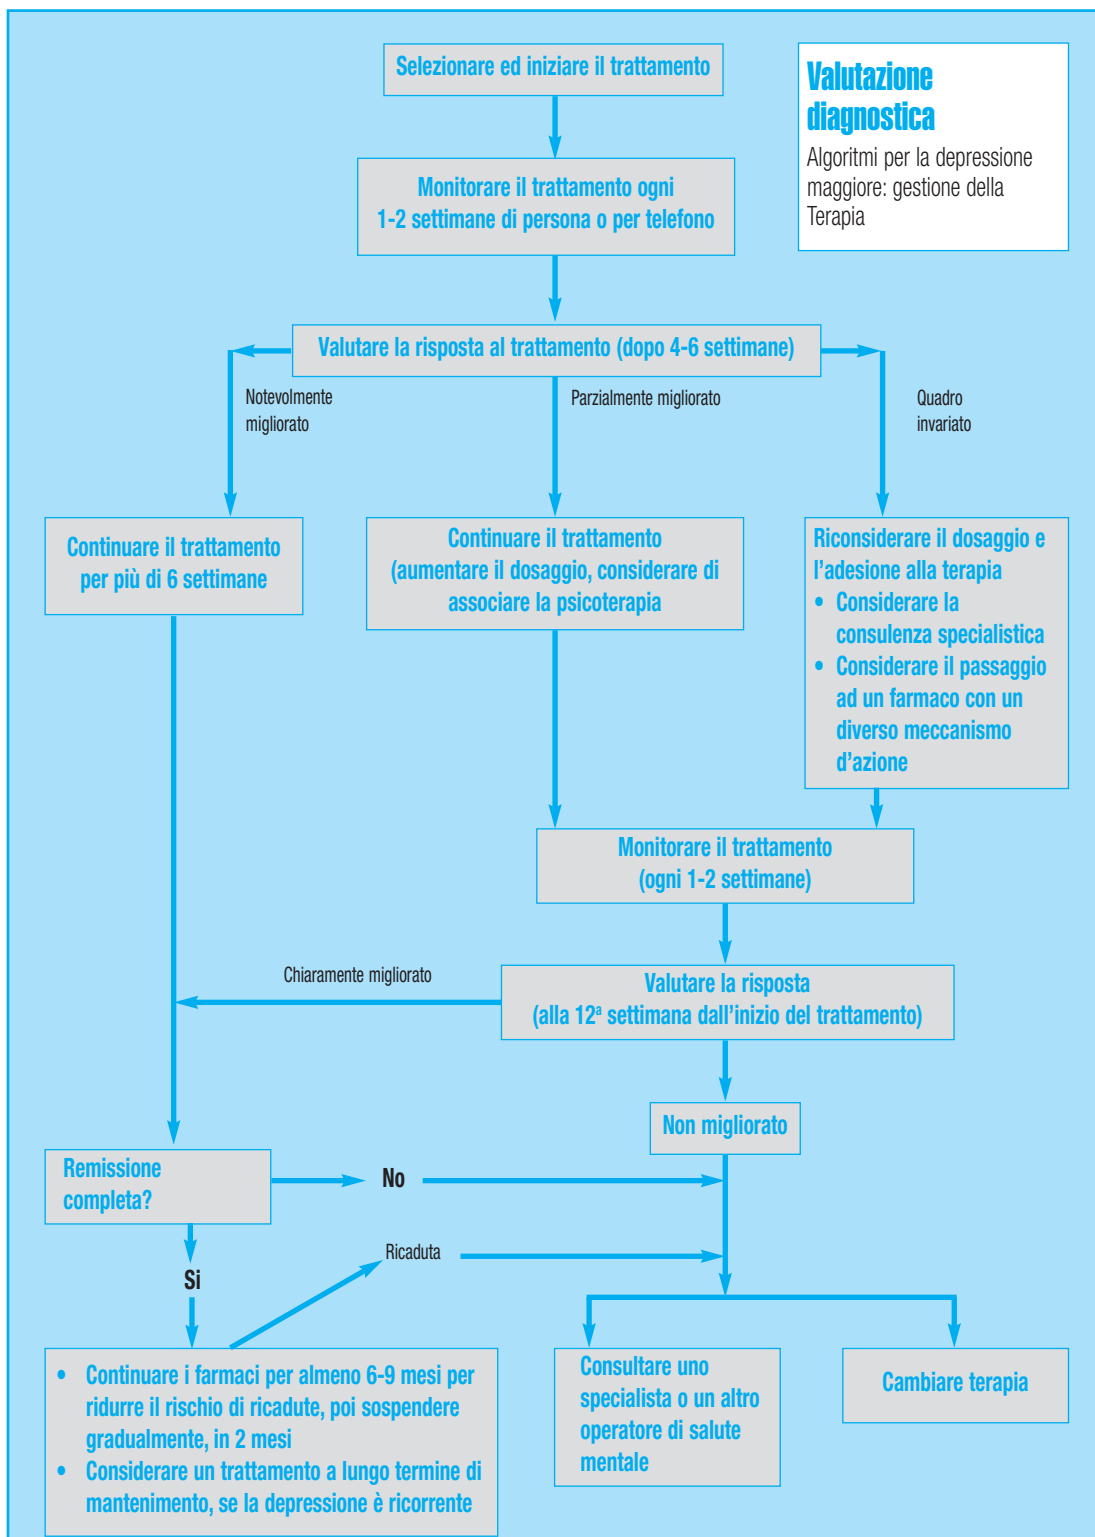 Selezionare ed iniziare il trattamento
Valutazione
diagnostica
Algoritmi per la depressione
maggiore: gestione della
Terapia
Monitorare il trattamento ogni
1-2 settimane di persona o per telefono
Valutare la risposta al trattamento (dopo 4-6 settimane)
Notevolmente
migliorato
Parzialmente migliorato
Quadro
invariato
Continuare il trattamento
per più di 6 settimane
Continuare il trattamento
(aumentare il dosaggio, considerare di
associare la psicoterapia
Riconsiderare il dosaggio e
l’adesione alla terapia
• Considerare la
consulenza specialistica
• Considerare il passaggio
ad un farmaco con un
diverso meccanismo
d’azione
Monitorare il trattamento
(ogni 1-2 settimane)
Chiaramente migliorato
Valutare la risposta
(alla 12ª settimana dall’inizio del trattamento)
Non migliorato
Remissione
completa?
No
Ricaduta
Si
• Continuare i farmaci per almeno 6-9 mesi per
ridurre il rischio di ricadute, poi sospendere
gradualmente, in 2 mesi
• Considerare un trattamento a lungo termine di
mantenimento, se la depressione è ricorrente
Consultare uno
specialista o un altro
operatore di salute
mentale
Cambiare terapia